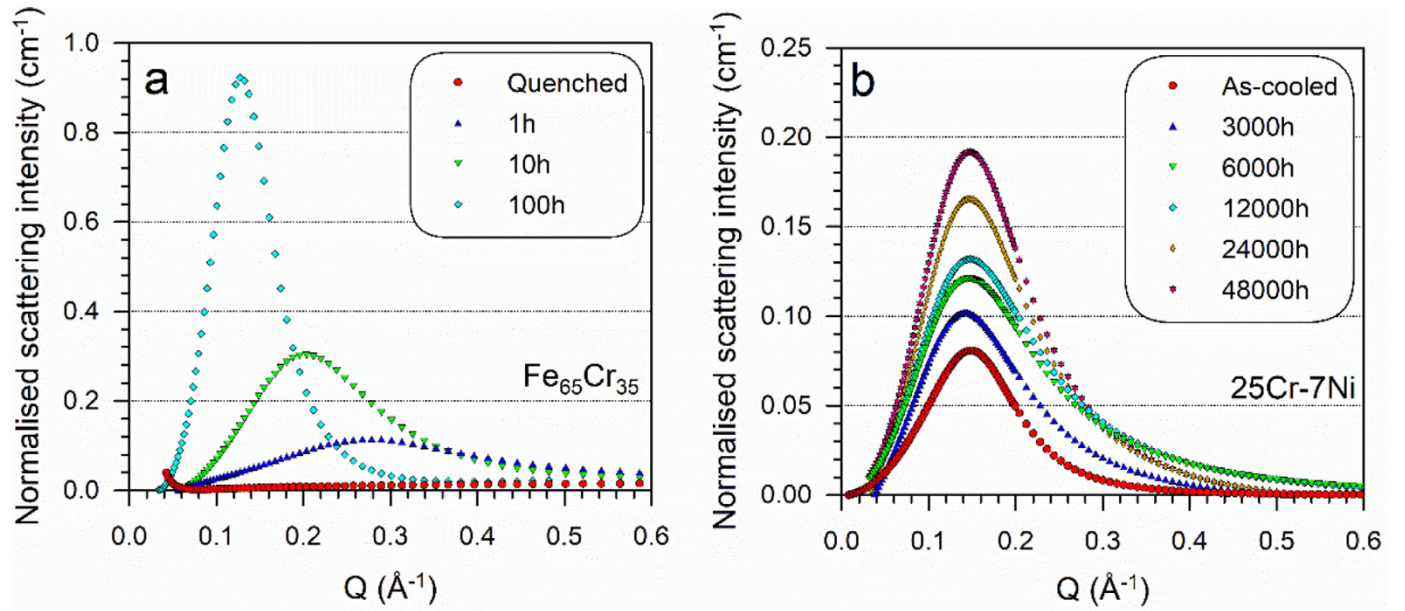 a
Normalised scattering intensity (cm⁻¹)
1.0
0.8
0.6
0.4
0.2
0.0
Quenched
1h
10h
100h
Fe₆₅Cr₃₅
0.0 0.1 0.2 0.3 0.4 0.5 0.6
Q (Å⁻¹)
b
Normalised scattering intensity (cm⁻¹)
0.25
0.20
0.15
0.10
0.05
0.00
As-cooled
3000h
6000h
12000h
24000h
48000h
25Cr-7Ni
0.0 0.1 0.2 0.3 0.4 0.5 0.6
Q (Å⁻¹)